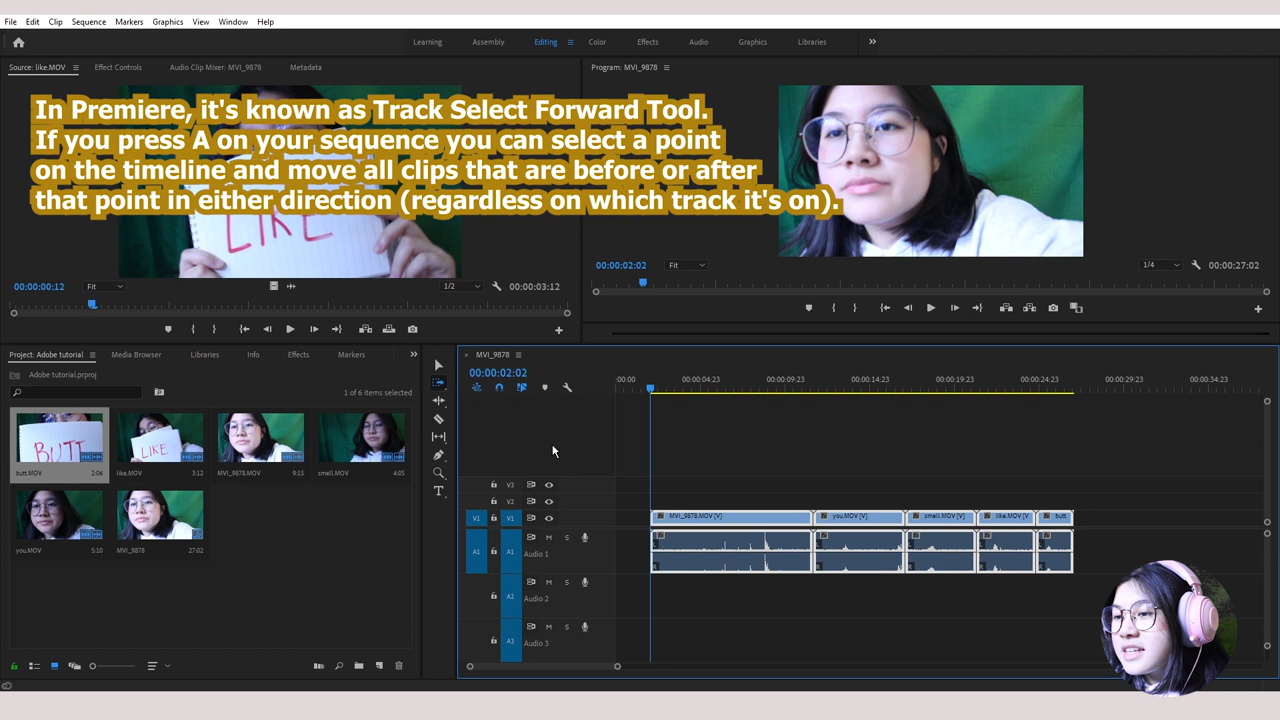 File Edit Clip Sequence Markers Graphics View Window Help
Learning Assembly Editing Color Effects Audio Graphics Libraries
Source: like.MOV Effect Controls Audio Clip Mixer: MVI_9878 Metadata
Program: MVI_9878
In Premiere, it's known as Track Select Forward Tool.
If you press A on your sequence you can select a point
on the timeline and move all clips that are before or after
that point in either direction (regardless on which track it's on).
LIKE
00:00:00:12 Fit 1/2 00:00:03:12
00:00:02:02 Fit 1/4 00:00:27:02
Project: Adobe tutorial Media Browser Libraries Info Effects Markers
Adobe tutorial.prproj
1 of 6 items selected
BUTT
LIKE
butt.MOV 2:06 like.MOV 3:12 MVI_9878.MOV 9:15 smell.MOV 4:05
you.MOV 5:10 MVI_9878 27:02
× MVI_9878
00:00:02:02
:00:00 00:00:04:23 00:00:09:23 00:00:14:23 00:00:19:23 00:00:24:23 00:00:29:23 00:00:34:23
V3
V2
V1 V1 MVI_9878.MOV [V] you.MOV [V] smell.MOV [V] like.MOV [V butt.
A1 A1 M S
Audio 1
A2 M S
Audio 2
A3 M S
Audio 3